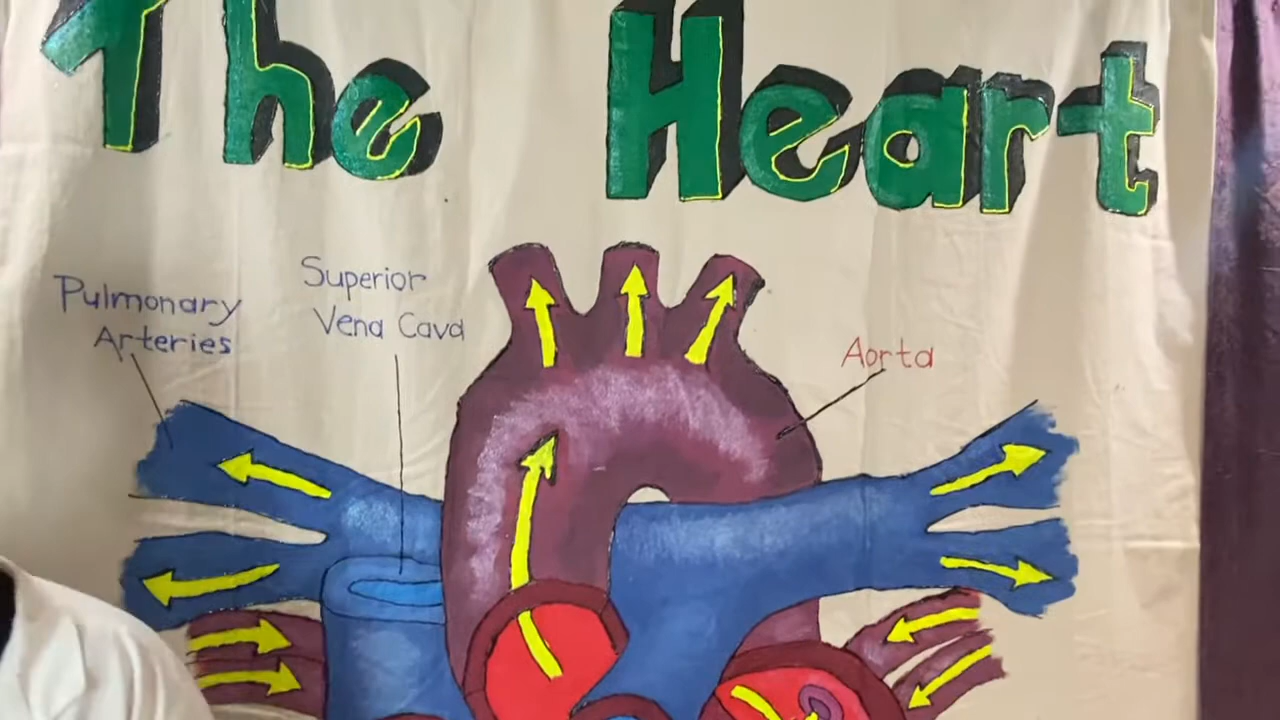 The Heart
Pulmonary
Arteries
Superior
Vena Cava
Aorta